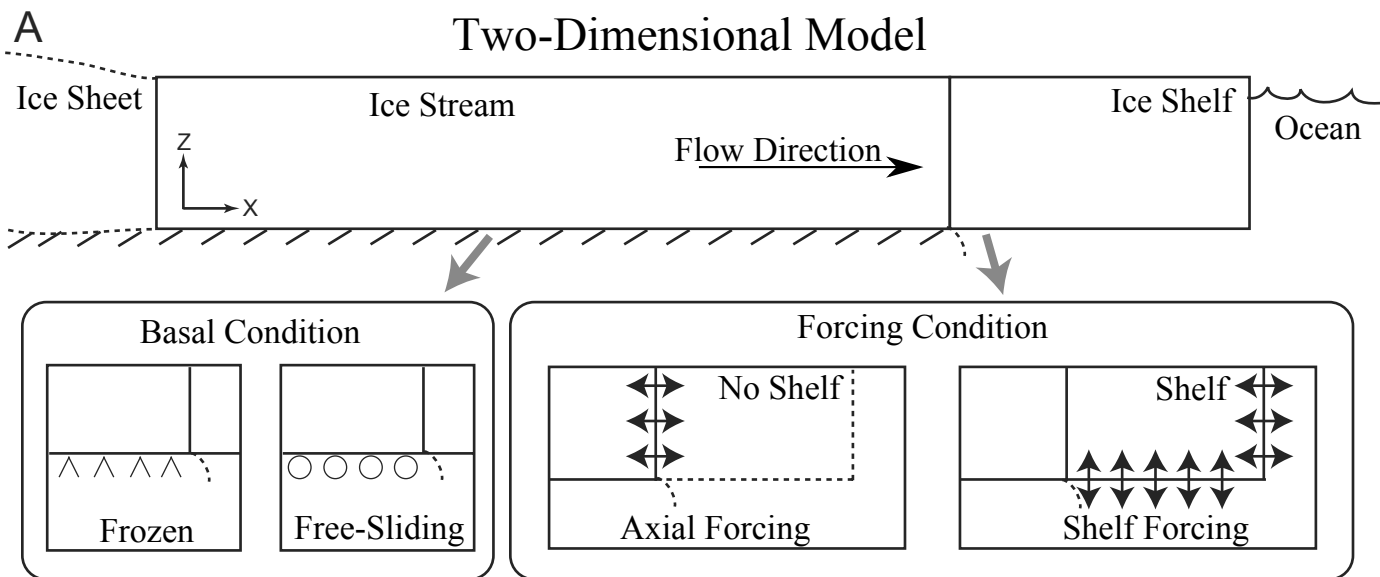 A
Two-Dimensional Model
Ice Sheet
Ice Stream
Ice Shelf
Ocean
Flow Direction
Z
X
Basal Condition
Frozen
Free-Sliding
Forcing Condition
No Shelf
Axial Forcing
Shelf
Shelf Forcing